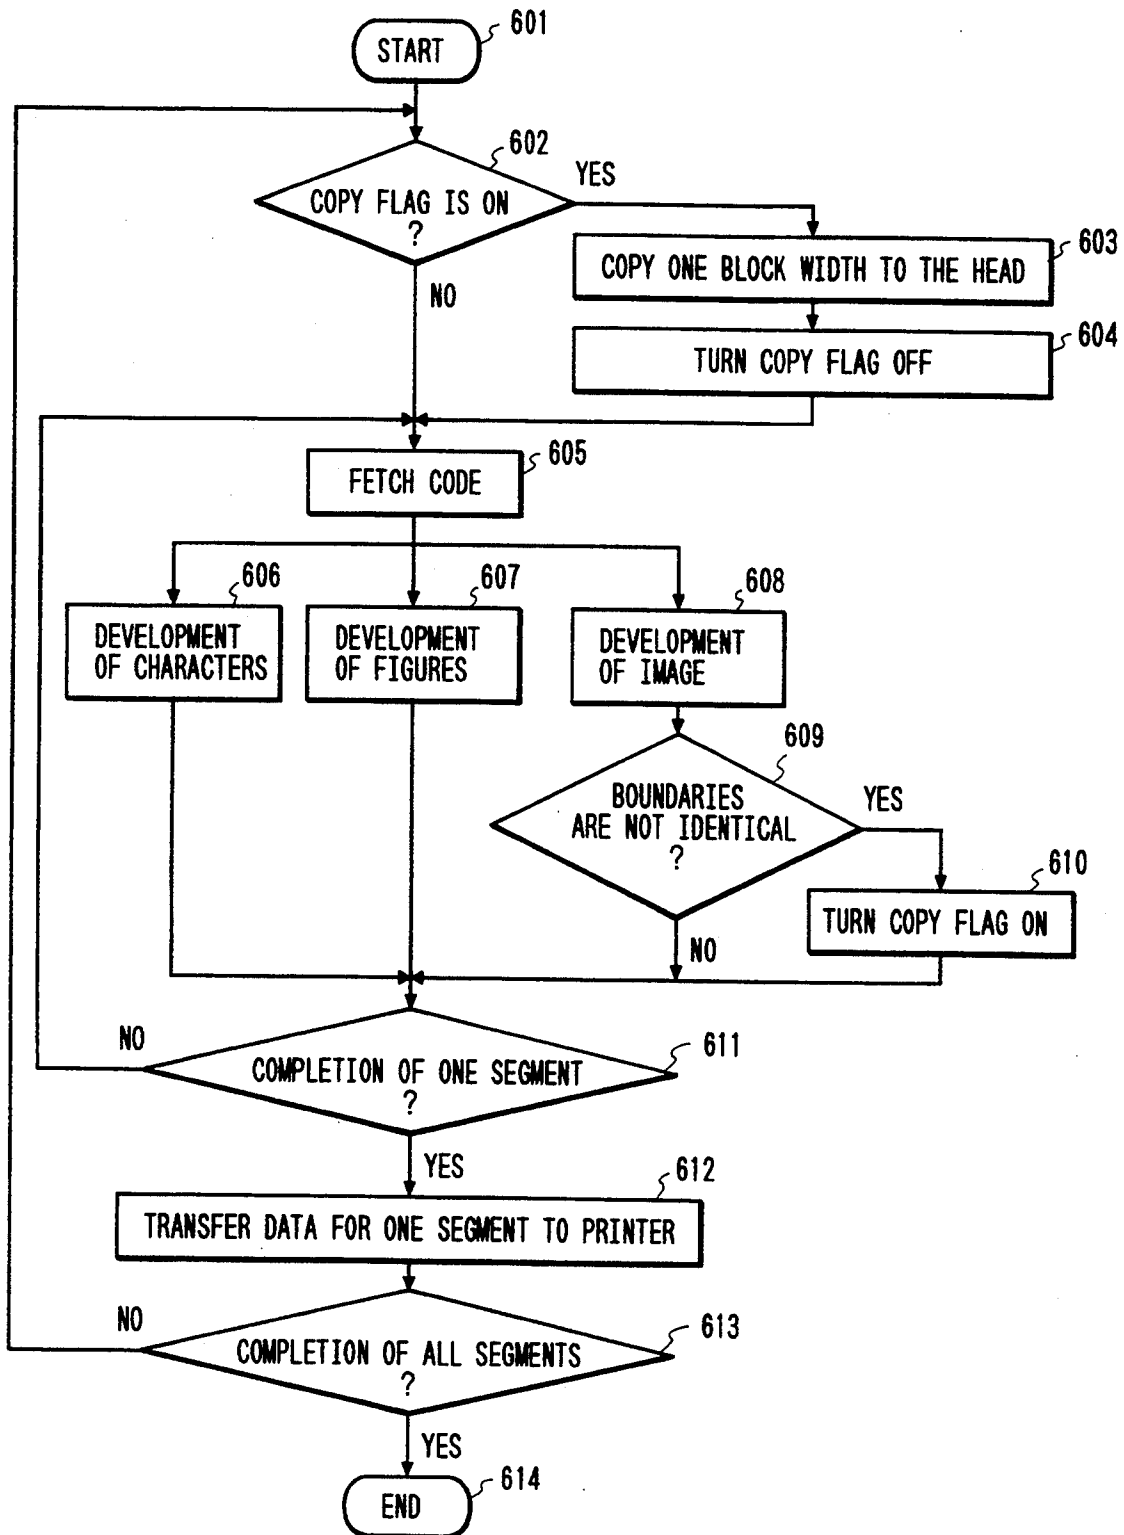 601
START
602
YES
COPY FLAG IS ON
?
603
COPY ONE BLOCK WIDTH TO THE HEAD
NO
604
TURN COPY FLAG OFF
605
FETCH CODE
606
607
608
DEVELOPMENT
OF CHARACTERS
DEVELOPMENT
OF FIGURES
DEVELOPMENT
OF IMAGE
609
BOUNDARIES
ARE NOT IDENTICAL
?
YES
610
TURN COPY FLAG ON
NO
NO
611
COMPLETION OF ONE SEGMENT
?
YES
612
TRANSFER DATA FOR ONE SEGMENT TO PRINTER
NO
613
COMPLETION OF ALL SEGMENTS
?
YES
614
END